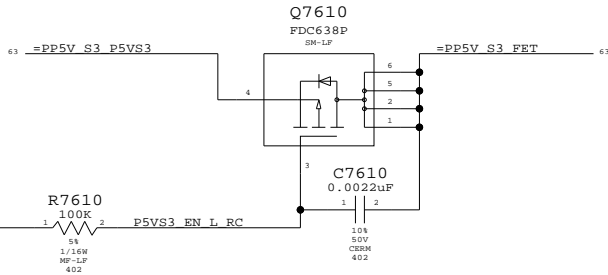 Q7610
FDC638P
SM-LF
63 =PP5V_S3_P5VS3
=PP5V_S3_FET 63
6
5
4
2
1
3
C7610
0.0022uF
1 2
10%
50V
CERM
402
R7610
100K
1 2
P5VS3_EN_L_RC
5%
1/16W
MF-LF
402